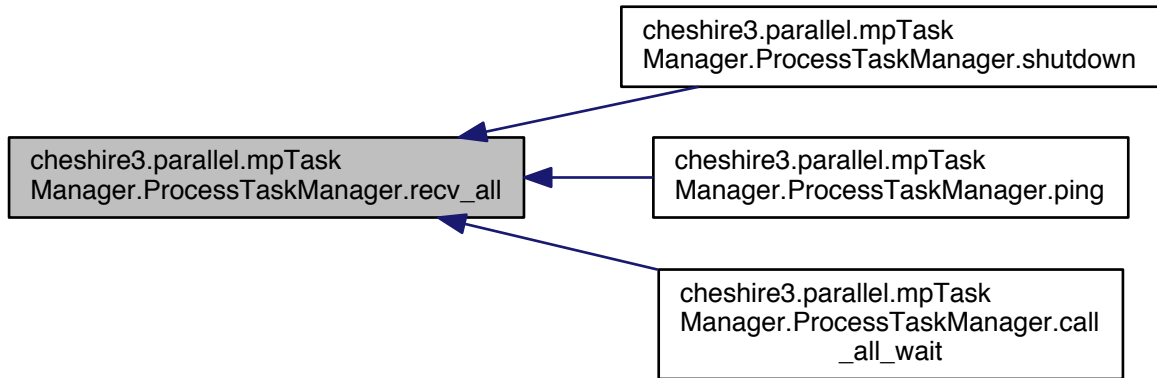 cheshire3.parallel.mpTask
Manager.ProcessTaskManager.shutdown
cheshire3.parallel.mpTask
Manager.ProcessTaskManager.recv_all
cheshire3.parallel.mpTask
Manager.ProcessTaskManager.ping
cheshire3.parallel.mpTask
Manager.ProcessTaskManager.call
_all_wait